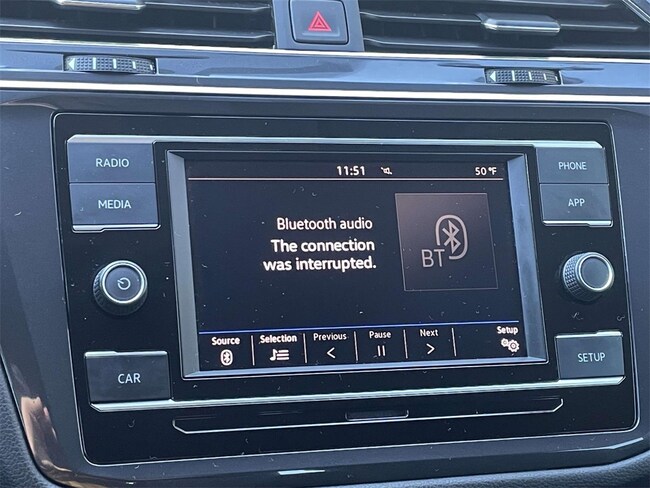 RADIO
MEDIA
CAR
11:51 50 °F
Bluetooth audio
The connection
was interrupted.
BT
Source Selection Previous Pause Next Setup
PHONE
APP
SETUP